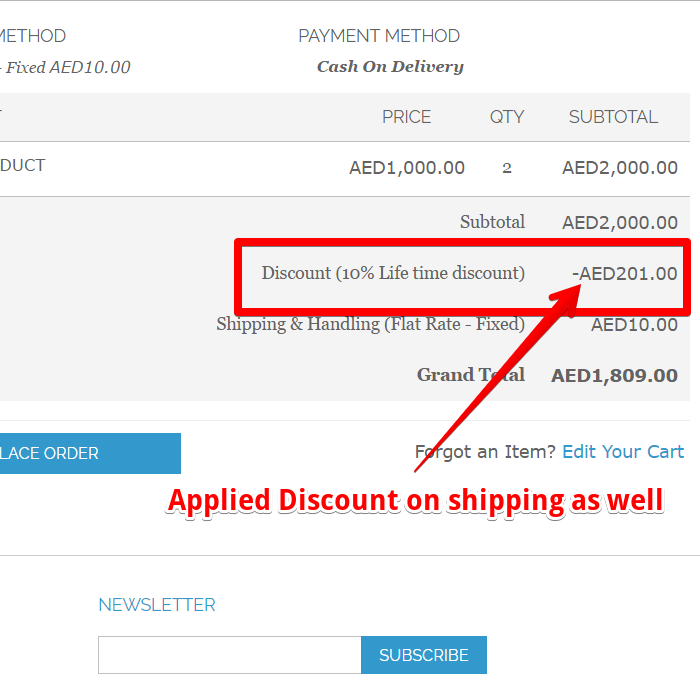 METHOD
PAYMENT METHOD
- Fixed AED10.00
Cash On Delivery
PRICE QTY SUBTOTAL
DUCT AED1,000.00 2 AED2,000.00
Subtotal AED2,000.00
Discount (10% Life time discount) -AED201.00
Shipping & Handling (Flat Rate - Fixed) AED10.00
Grand Total AED1,809.00
LACE ORDER
Forgot an Item? Edit Your Cart
Applied Discount on shipping as well
NEWSLETTER
SUBSCRIBE